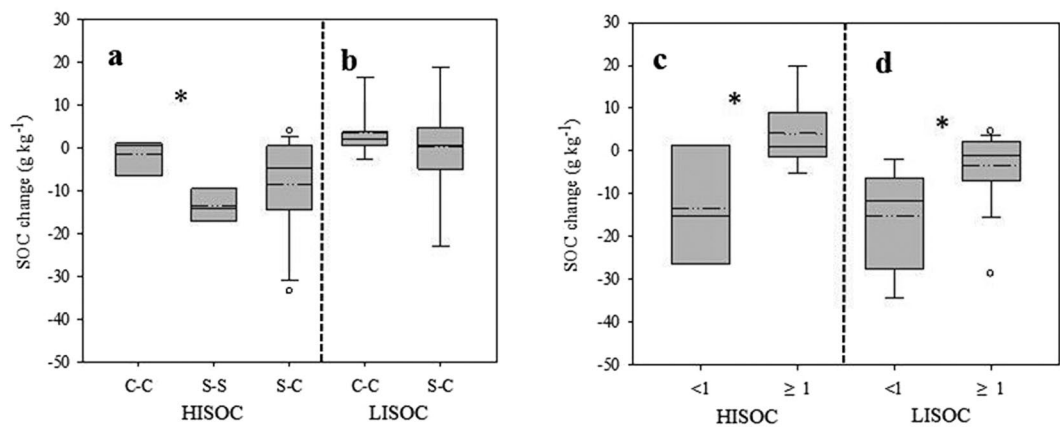 30
20
10
0
-10
-20
-30
-40
-50
SOC change (g kg-1)
a
*
b
C-C S-S S-C C-C S-C
HISOC LISOC
30
20
10
0
-10
-20
-30
-40
-50
SOC change (g kg-1)
c
*
d
*
<1 ≥ 1 <1 ≥ 1
HISOC LISOC